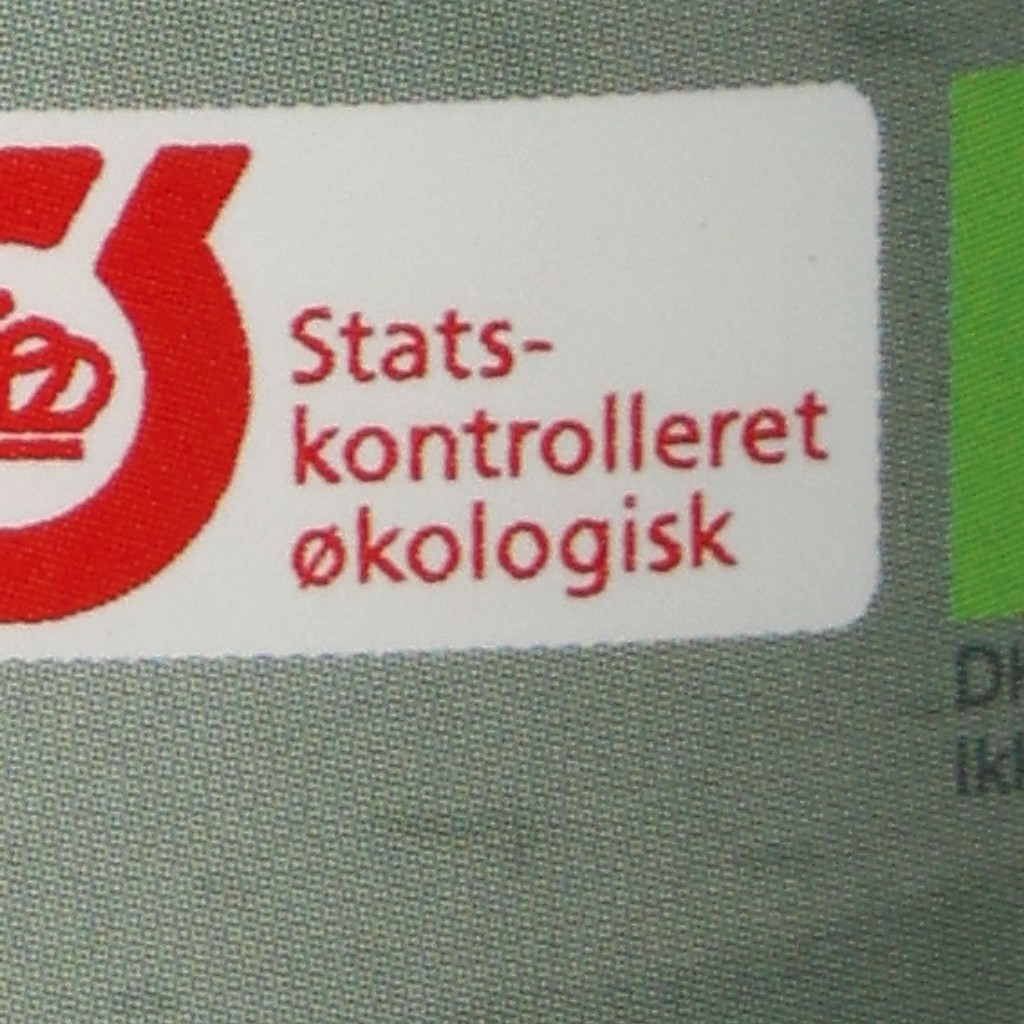 Stats-
kontrolleret
økologisk